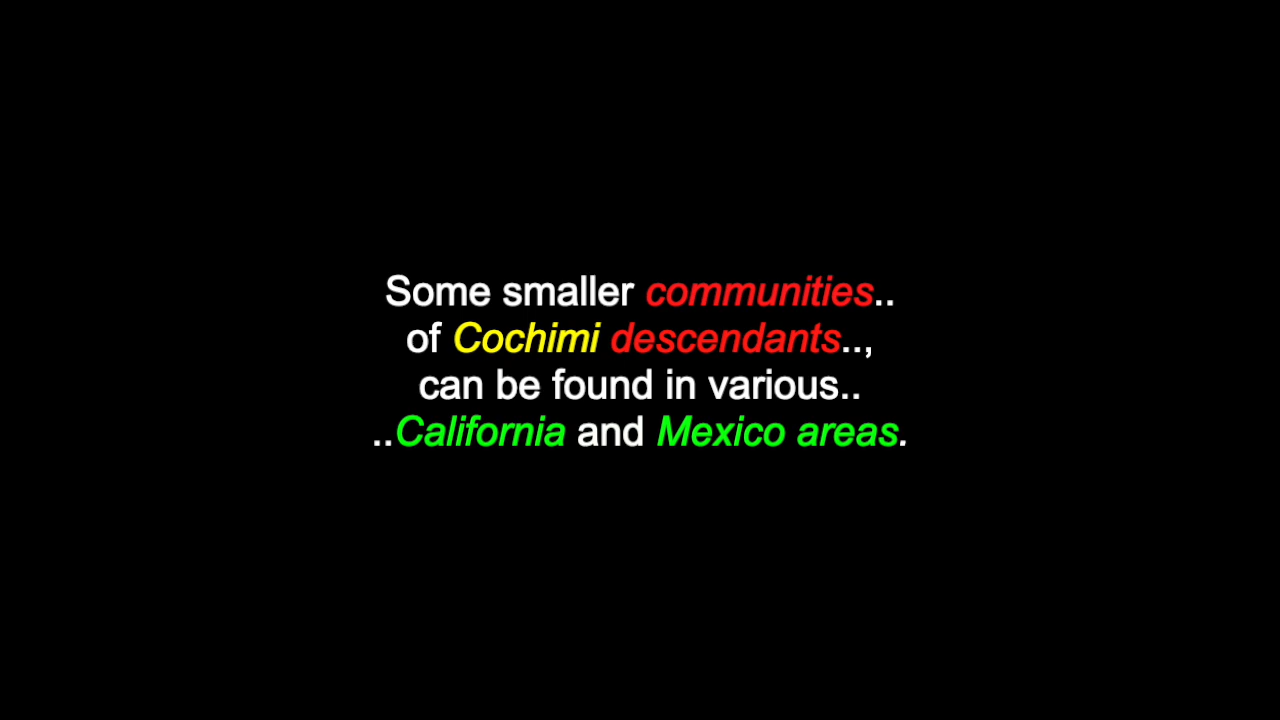 Some smaller communities..
of Cochimi descendants..,
can be found in various..
..California and Mexico areas.